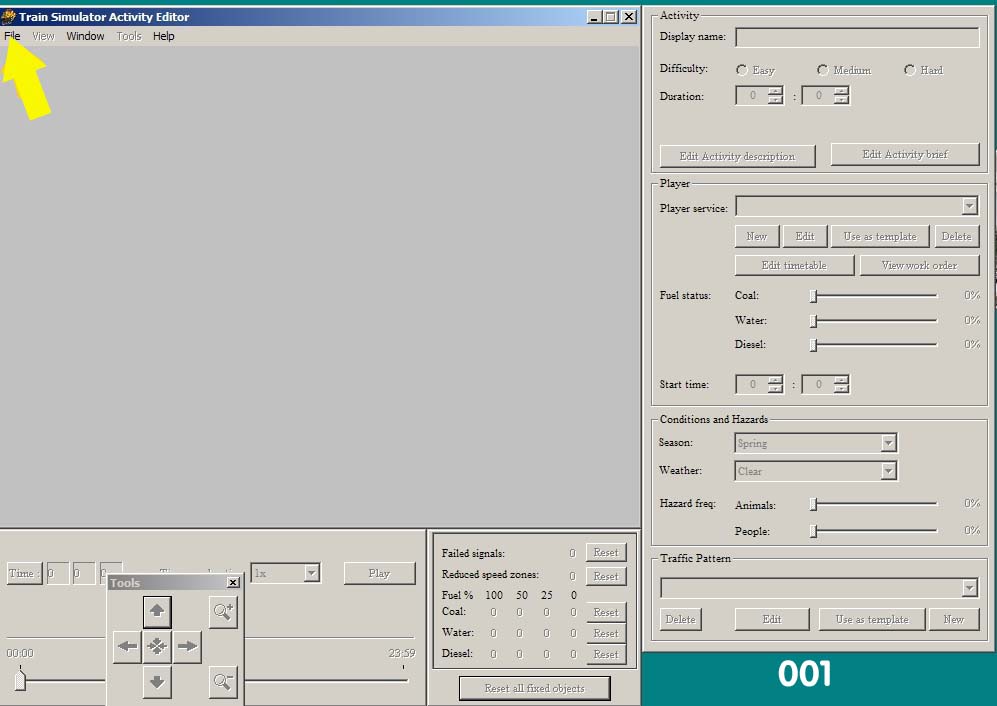 Train Simulator Activity Editor
File View Window Tools Help
Activity
Display name:
Difficulty: Easy Medium Hard
Duration: 0 : 0
Edit Activity description Edit Activity brief
Player
Player service:
New Edit Use as template Delete
Edit timetable View work order
Fuel status: Coal: 0%
Water: 0%
Diesel: 0%
Start time: 0 : 0
Conditions and Hazards
Season: Spring
Weather: Clear
Hazard freq: Animals: 0%
People: 0%
Traffic Pattern
Delete Edit Use as template New
Time : 0 0 1x Play
Tools
00:00 23:59
Failed signals: 0 Reset
Reduced speed zones: 0 Reset
Fuel % 100 50 25 0
Coal: 0 0 0 0 Reset
Water: 0 0 0 0 Reset
Diesel: 0 0 0 0 Reset
Reset all fixed objects
001